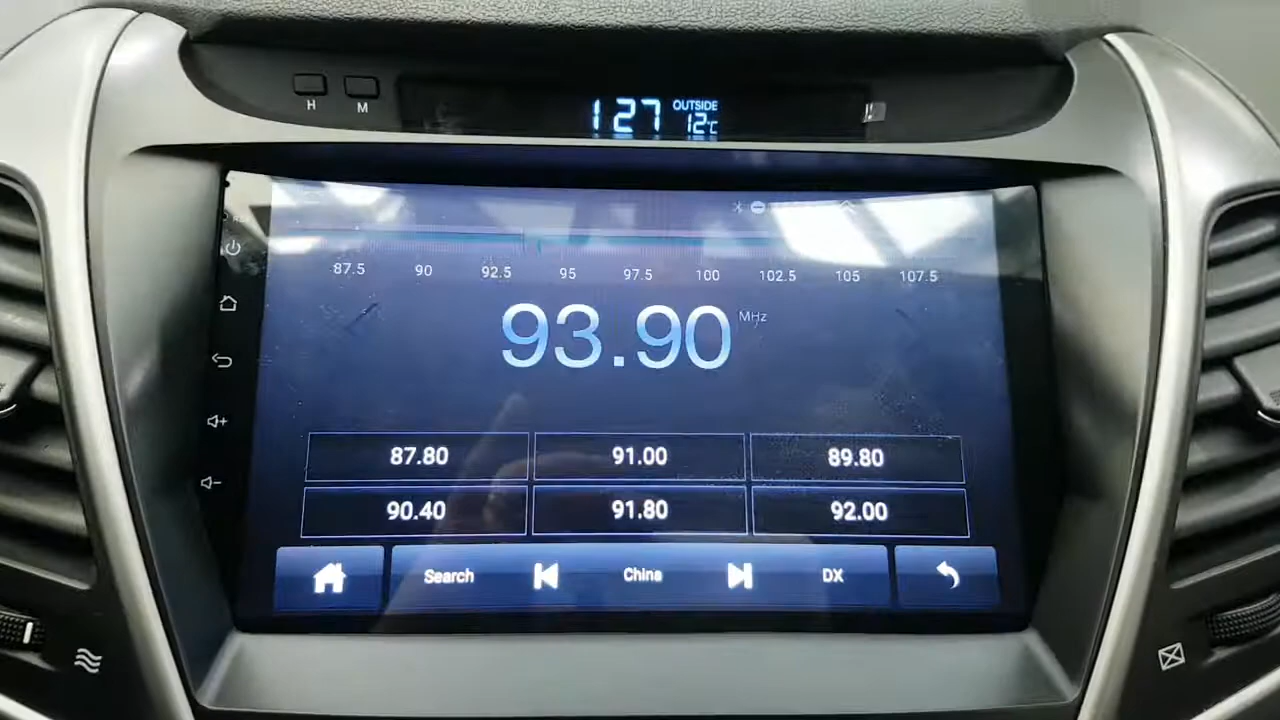 H M
127 OUTSIDE
12°C
87.5 90 92.5 95 97.5 100 102.5 105 107.5
93.90 MHz
87.80 91.00 89.80
90.40 91.80 92.00
Search China DX